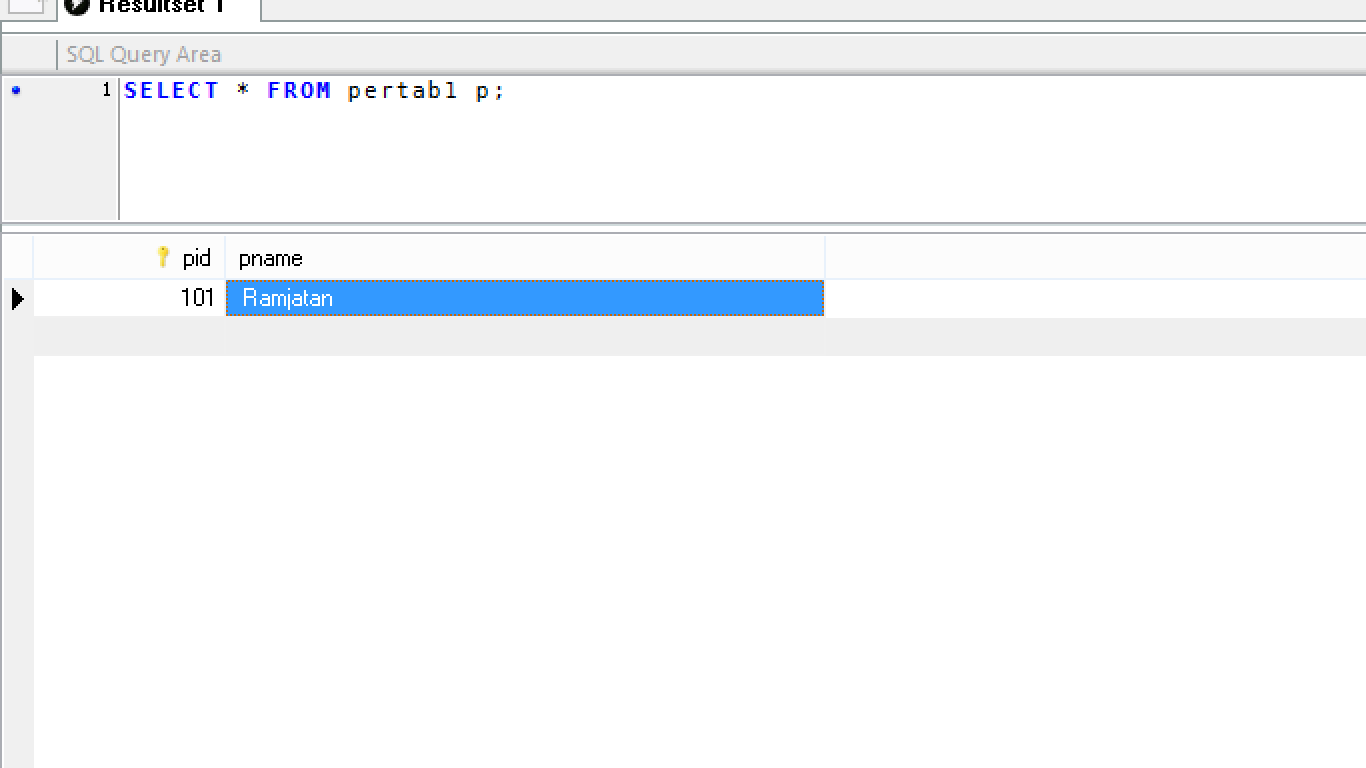 Resultset 1
SQL Query Area
1 SELECT * FROM pertabl p;
pid pname
101 Ramjatan